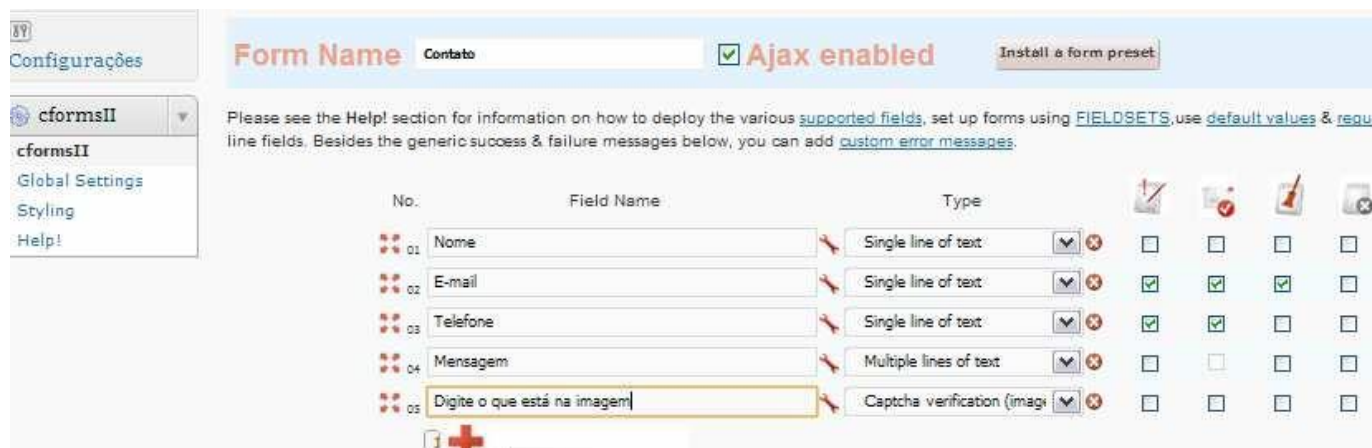 Configurações
cformsII
cformsII
Global Settings
Styling
Help!
Form Name Contato Ajax enabled Install a form preset
Please see the Help! section for information on how to deploy the various supported fields, set up forms using FIELDSETS,use default values & requ
line fields. Besides the generic success & failure messages below, you can add custom error messages.
No. Field Name Type
01 Nome Single line of text
02 E-mail Single line of text
03 Telefone Single line of text
04 Mensagem Multiple lines of text
05 Digite o que está na imagem Captcha verification (image
1